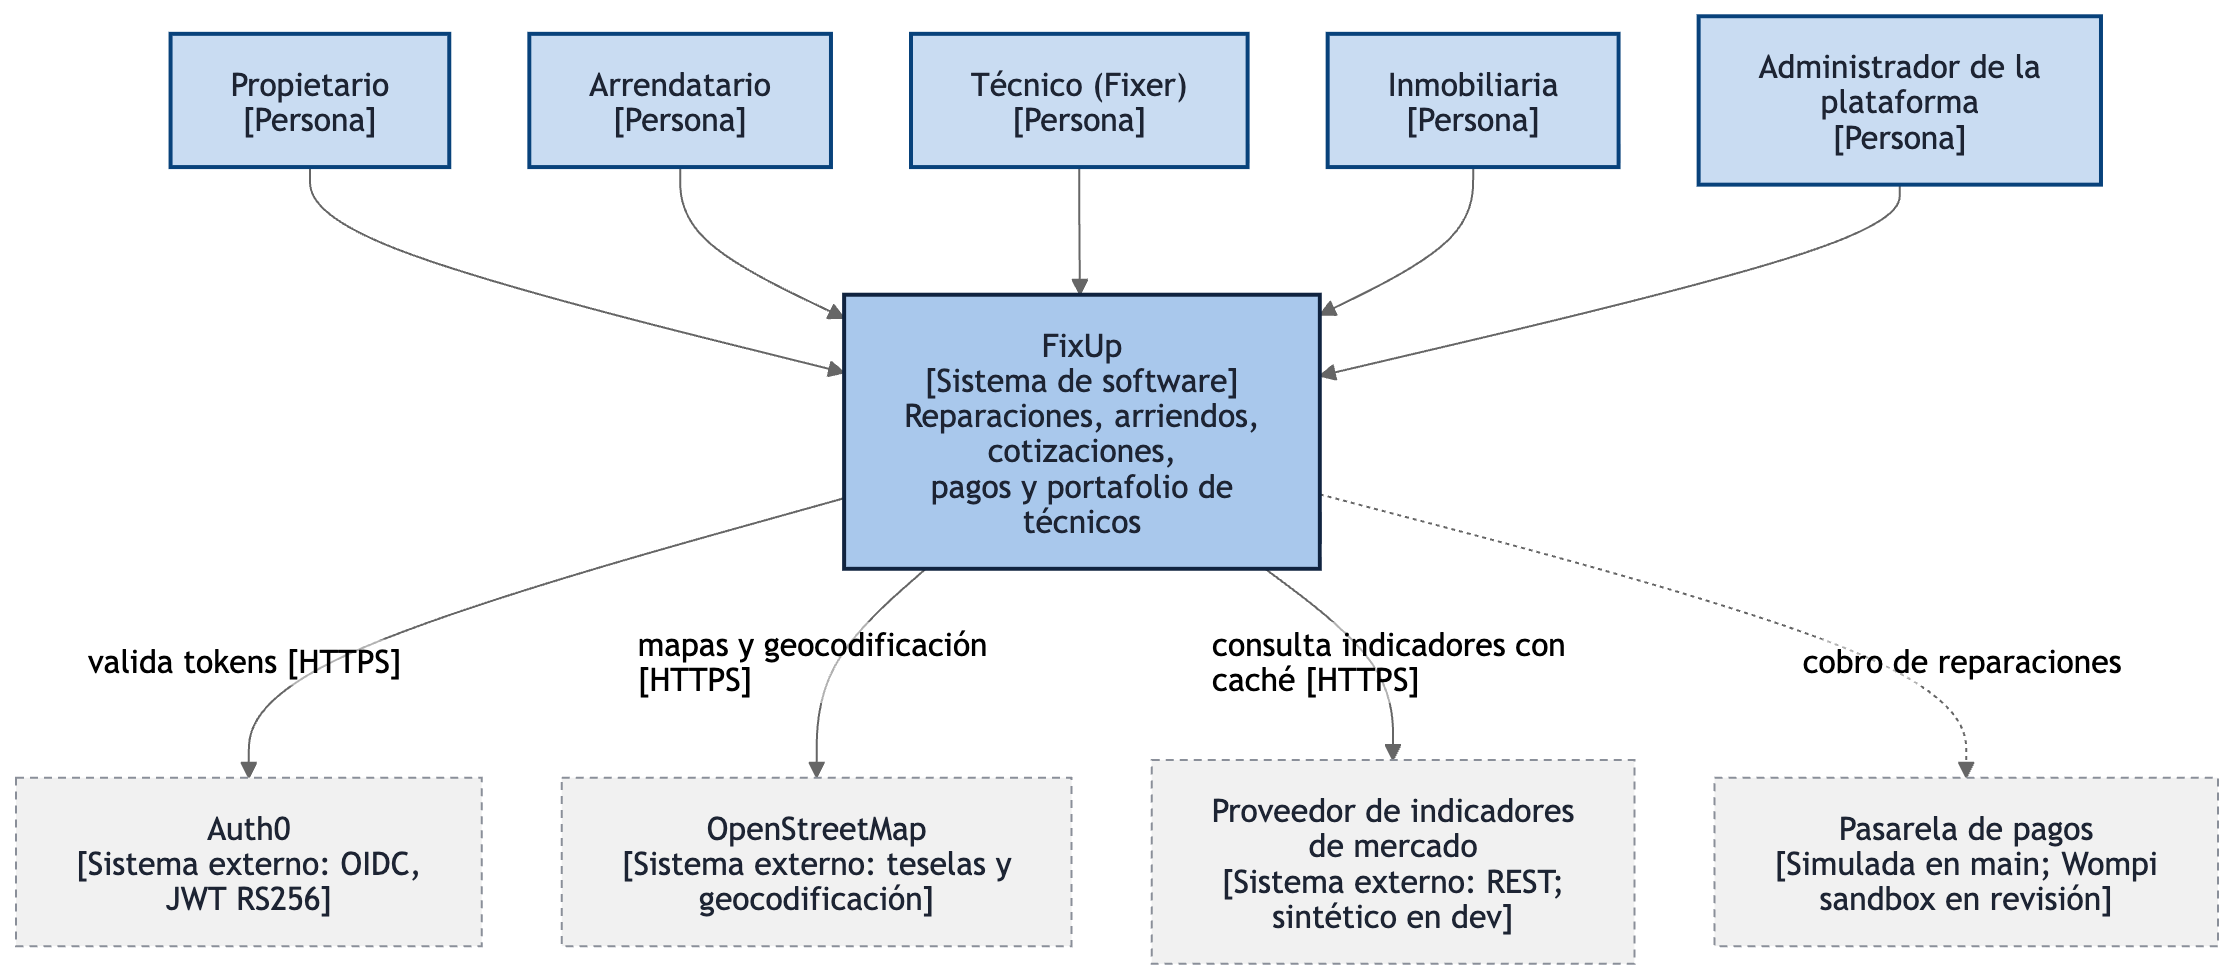 Propietario
[Persona]
Arrendatario
[Persona]
Técnico (Fixer)
[Persona]
Inmobiliaria
[Persona]
Administrador de la
plataforma
[Persona]
FixUp
[Sistema de software]
Reparaciones, arriendos,
cotizaciones,
pagos y portafolio de
técnicos
valida tokens [HTTPS]
mapas y geocodificación
[HTTPS]
consulta indicadores con
caché [HTTPS]
cobro de reparaciones
Auth0
[Sistema externo: OIDC,
JWT RS256]
OpenStreetMap
[Sistema externo: teselas y
geocodificación]
Proveedor de indicadores
de mercado
[Sistema externo: REST;
sintético en dev]
Pasarela de pagos
[Simulada en main; Wompi
sandbox en revisión]